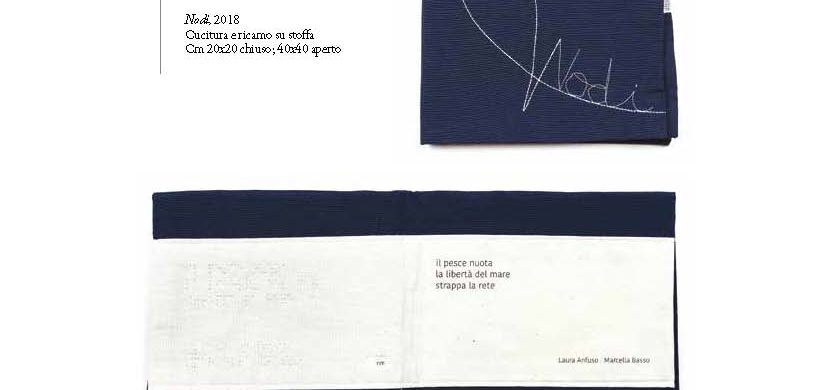 Nodi, 2018
Cucitura e ricamo su stoffa
Cm 20x20 chiuso; 40x40 aperto
Nodi
il pesce nuota
la libertà del mare
strappa la rete
Laura Anfuso Marcella Basso